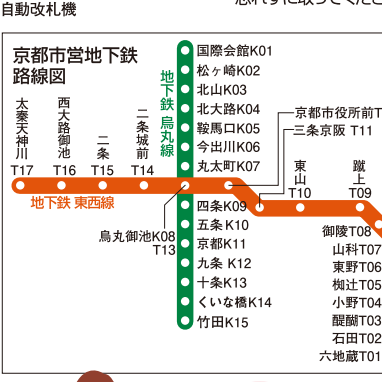 自動改札機
京都市営地下鉄
路線図
地下鉄 烏丸線
国際会館K01
松ヶ崎K02
北山K03
北大路K04
鞍馬口K05
今出川K06
丸太町K07
京都市役所前T
三条京阪 T11
太秦天神川
T17
西大路御池
T16
二条
T15
二条城前
T14
東山
T10
蹴上
T09
地下鉄 東西線
烏丸御池K08
T13
四条K09
五条 K10
京都K11
九条 K12
十条K13
くいな橋K14
竹田K15
御陵T08
山科T07
東野T06
椥辻T05
小野T04
醍醐T03
石田T02
六地蔵T01